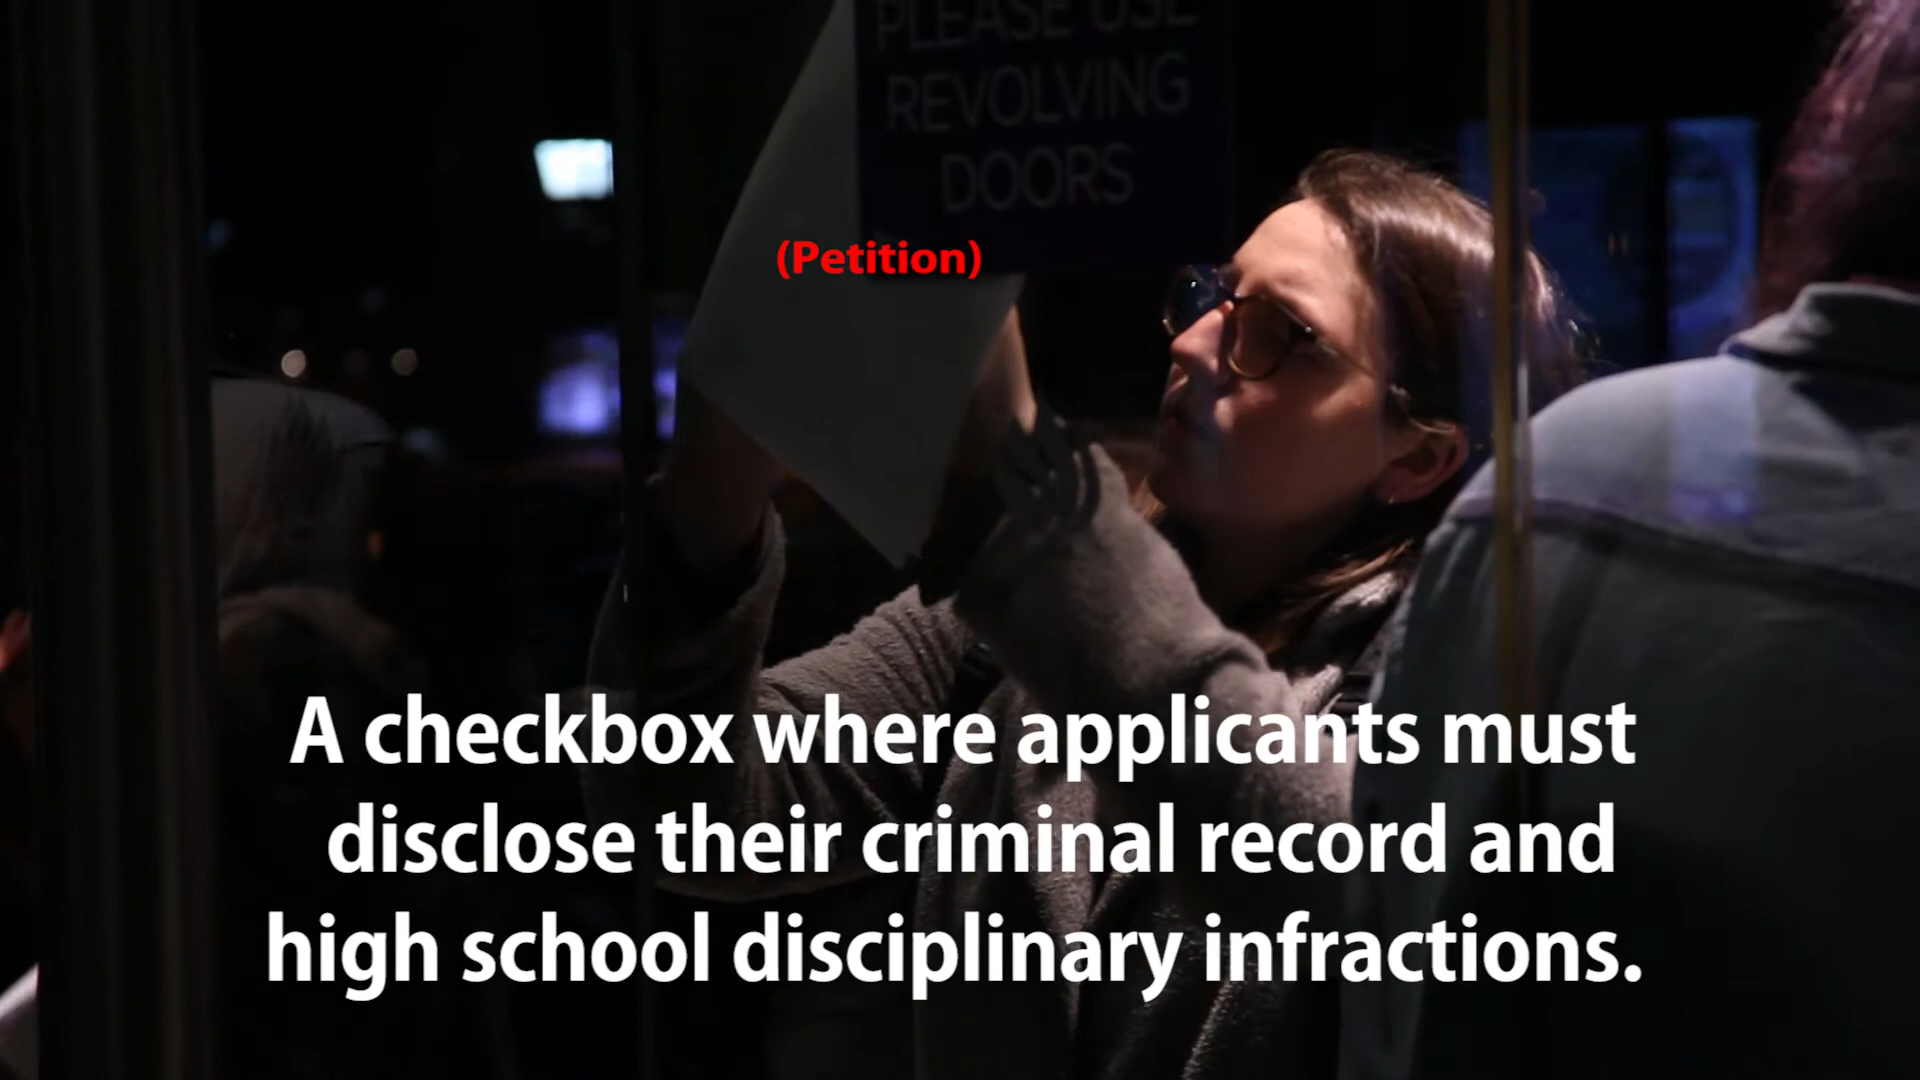 PLEASE USE
REVOLVING
DOORS
(Petition)
A checkbox where applicants must
disclose their criminal record and
high school disciplinary infractions.